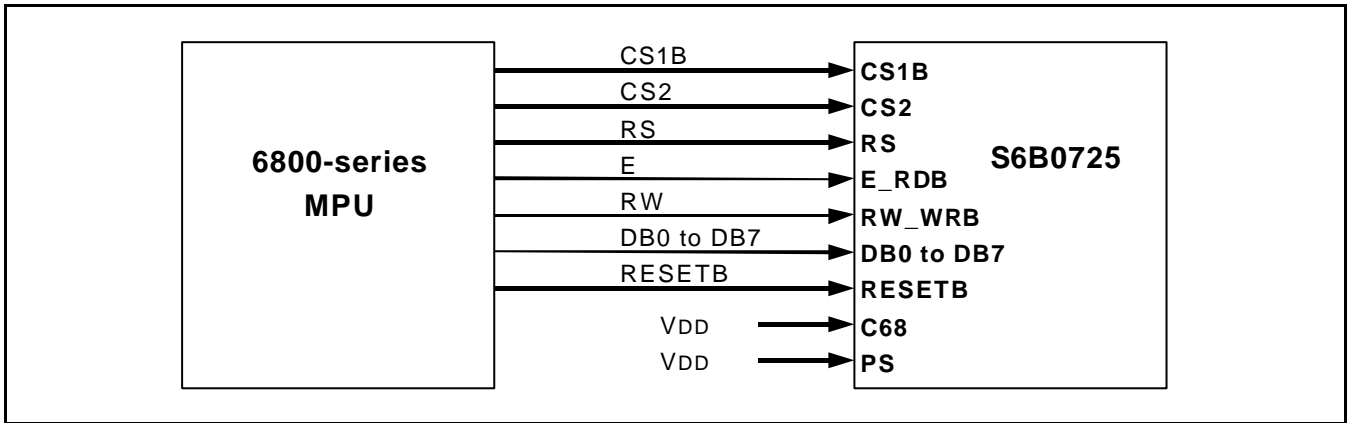 6800-series
MPU
CS1B
CS2
RS
E
RW
DB0 to DB7
RESETB
VDD
VDD
CS1B
CS2
RS
E_RDB
RW_WRB
DB0 to DB7
RESETB
C68
PS
S6B0725